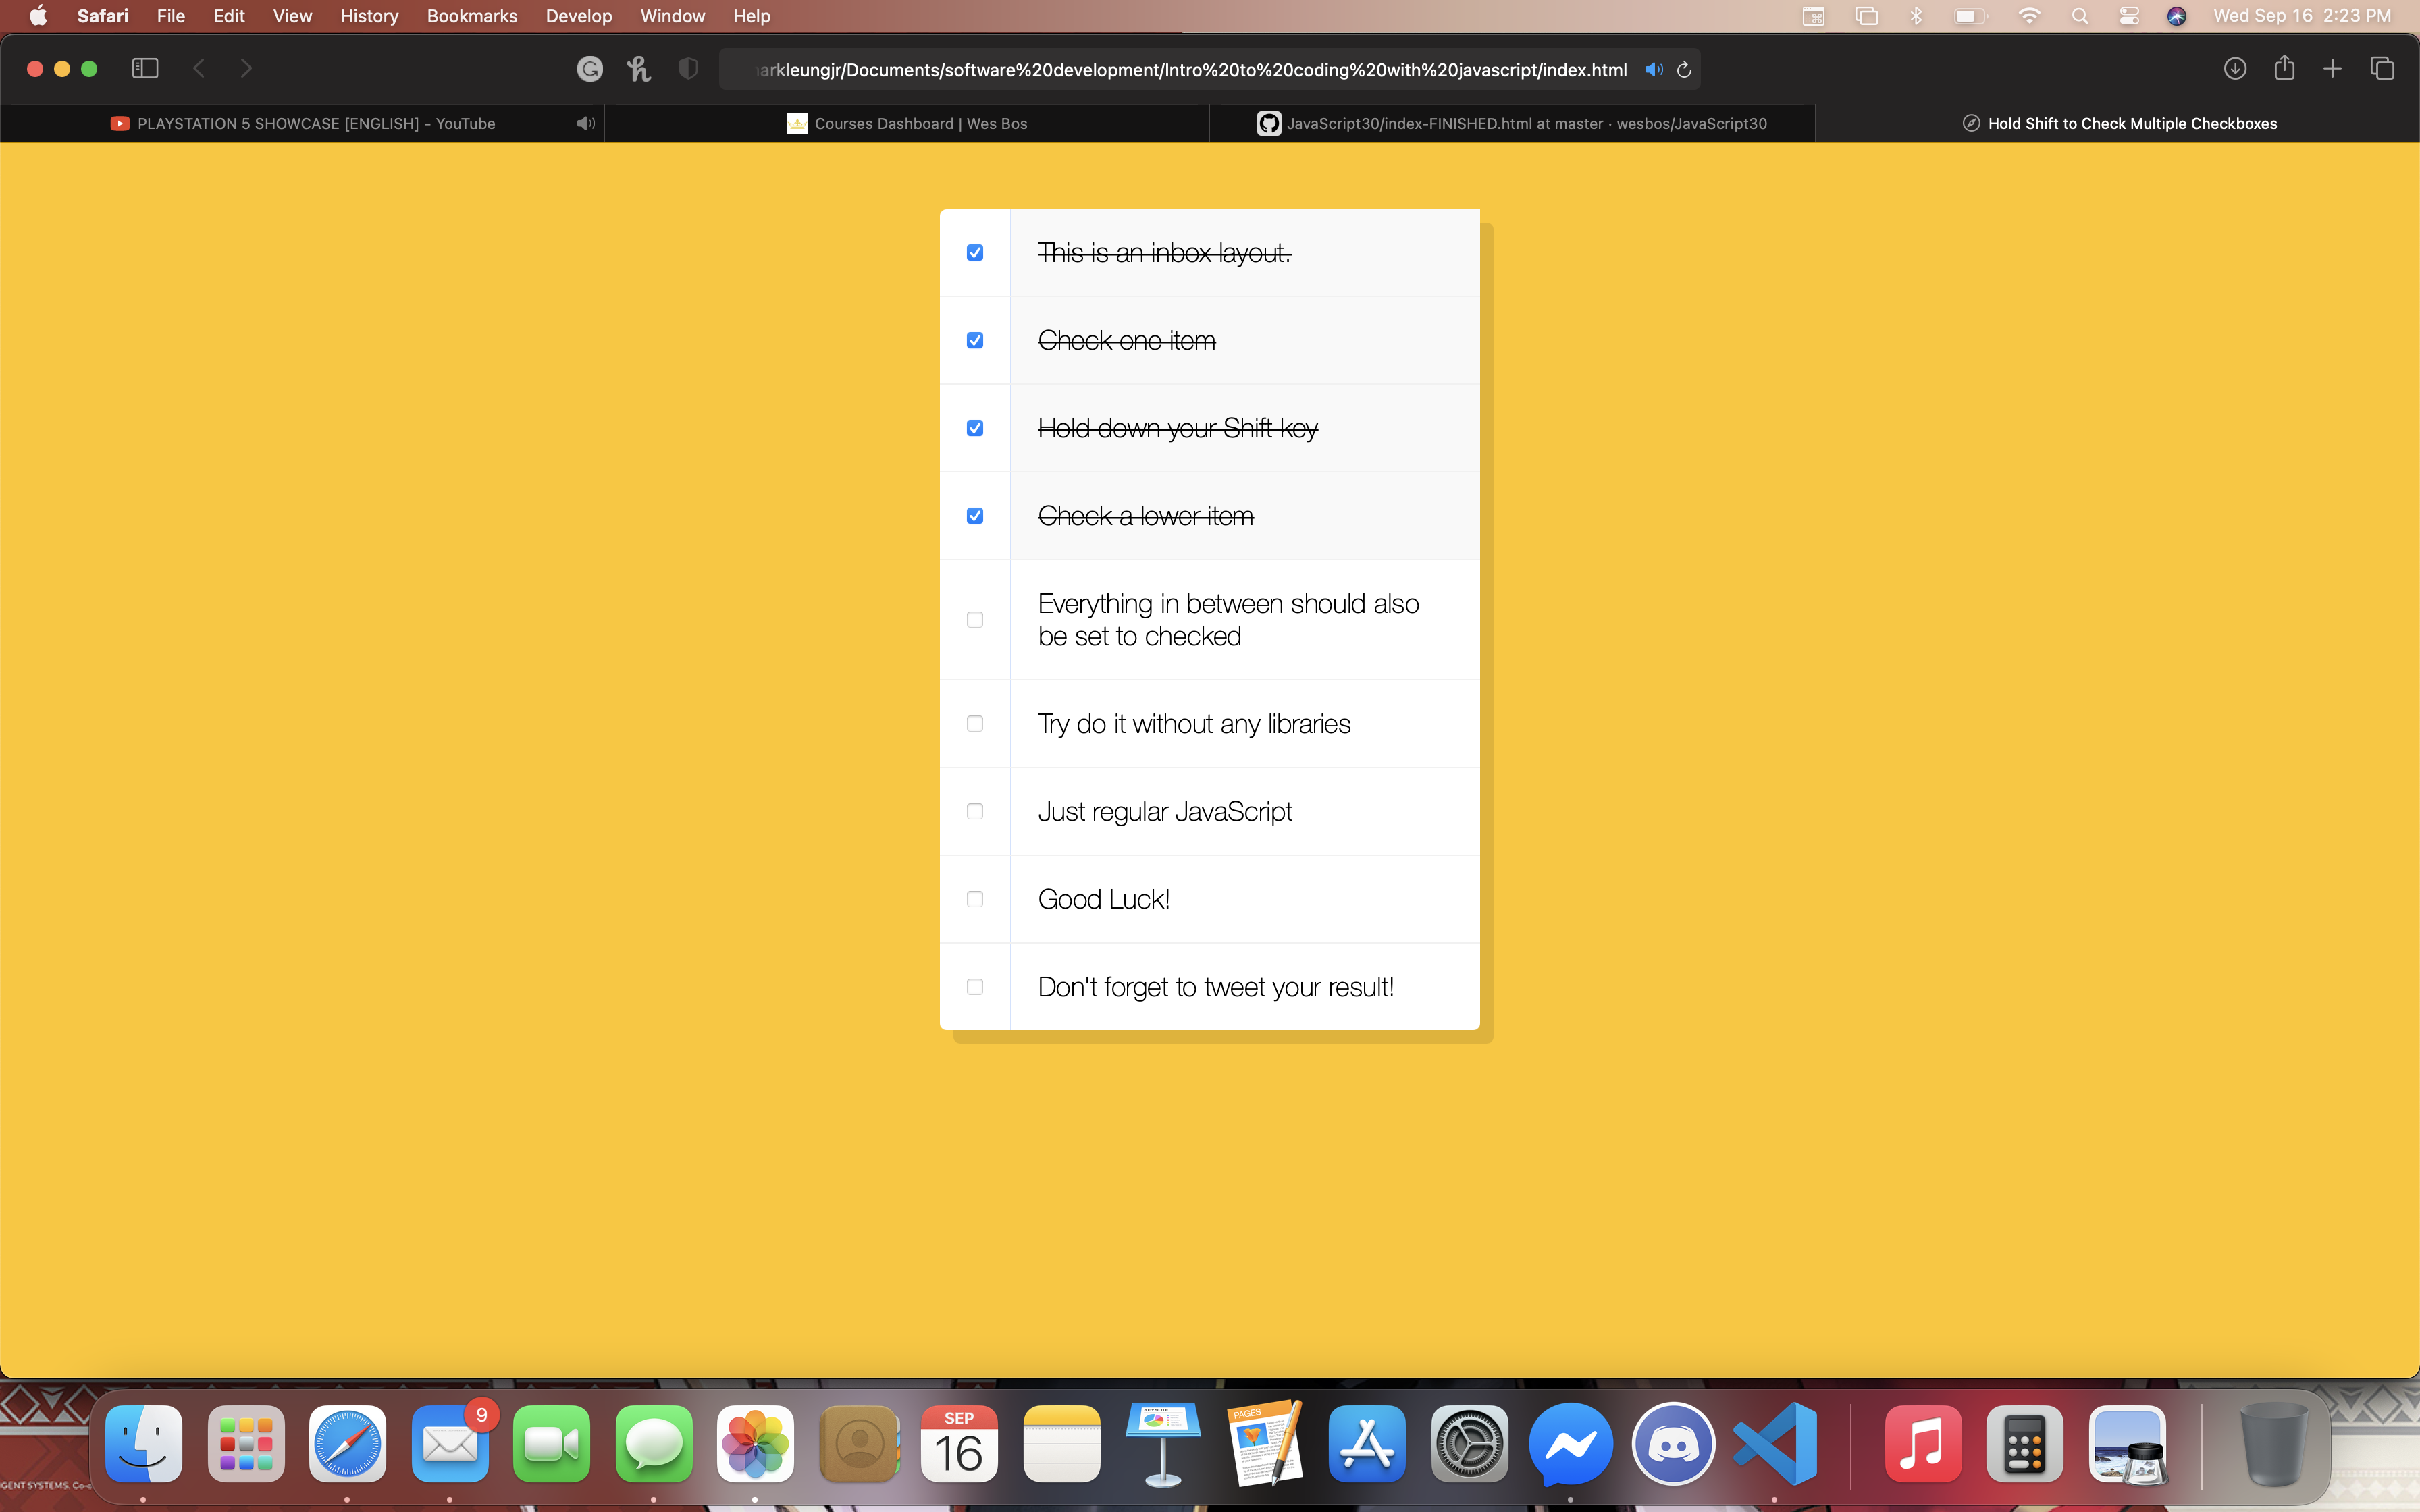 Safari File Edit View History Bookmarks Develop Window Help Wed Sep 16 2:23 PM
arkleungjr/Documents/software%20development/Intro%20to%20coding%20with%20javascript/index.html
PLAYSTATION 5 SHOWCASE [ENGLISH] - YouTube
Courses Dashboard | Wes Bos
JavaScript30/index-FINISHED.html at master · wesbos/JavaScript30
Hold Shift to Check Multiple Checkboxes
This is an inbox layout.
Check one item
Hold down your Shift key
Check a lower item
Everything in between should also
be set to checked
Try do it without any libraries
Just regular JavaScript
Good Luck!
Don't forget to tweet your result!
9
SEP
16
KEYNOTE
PAGES
GENT SYSTEMS.